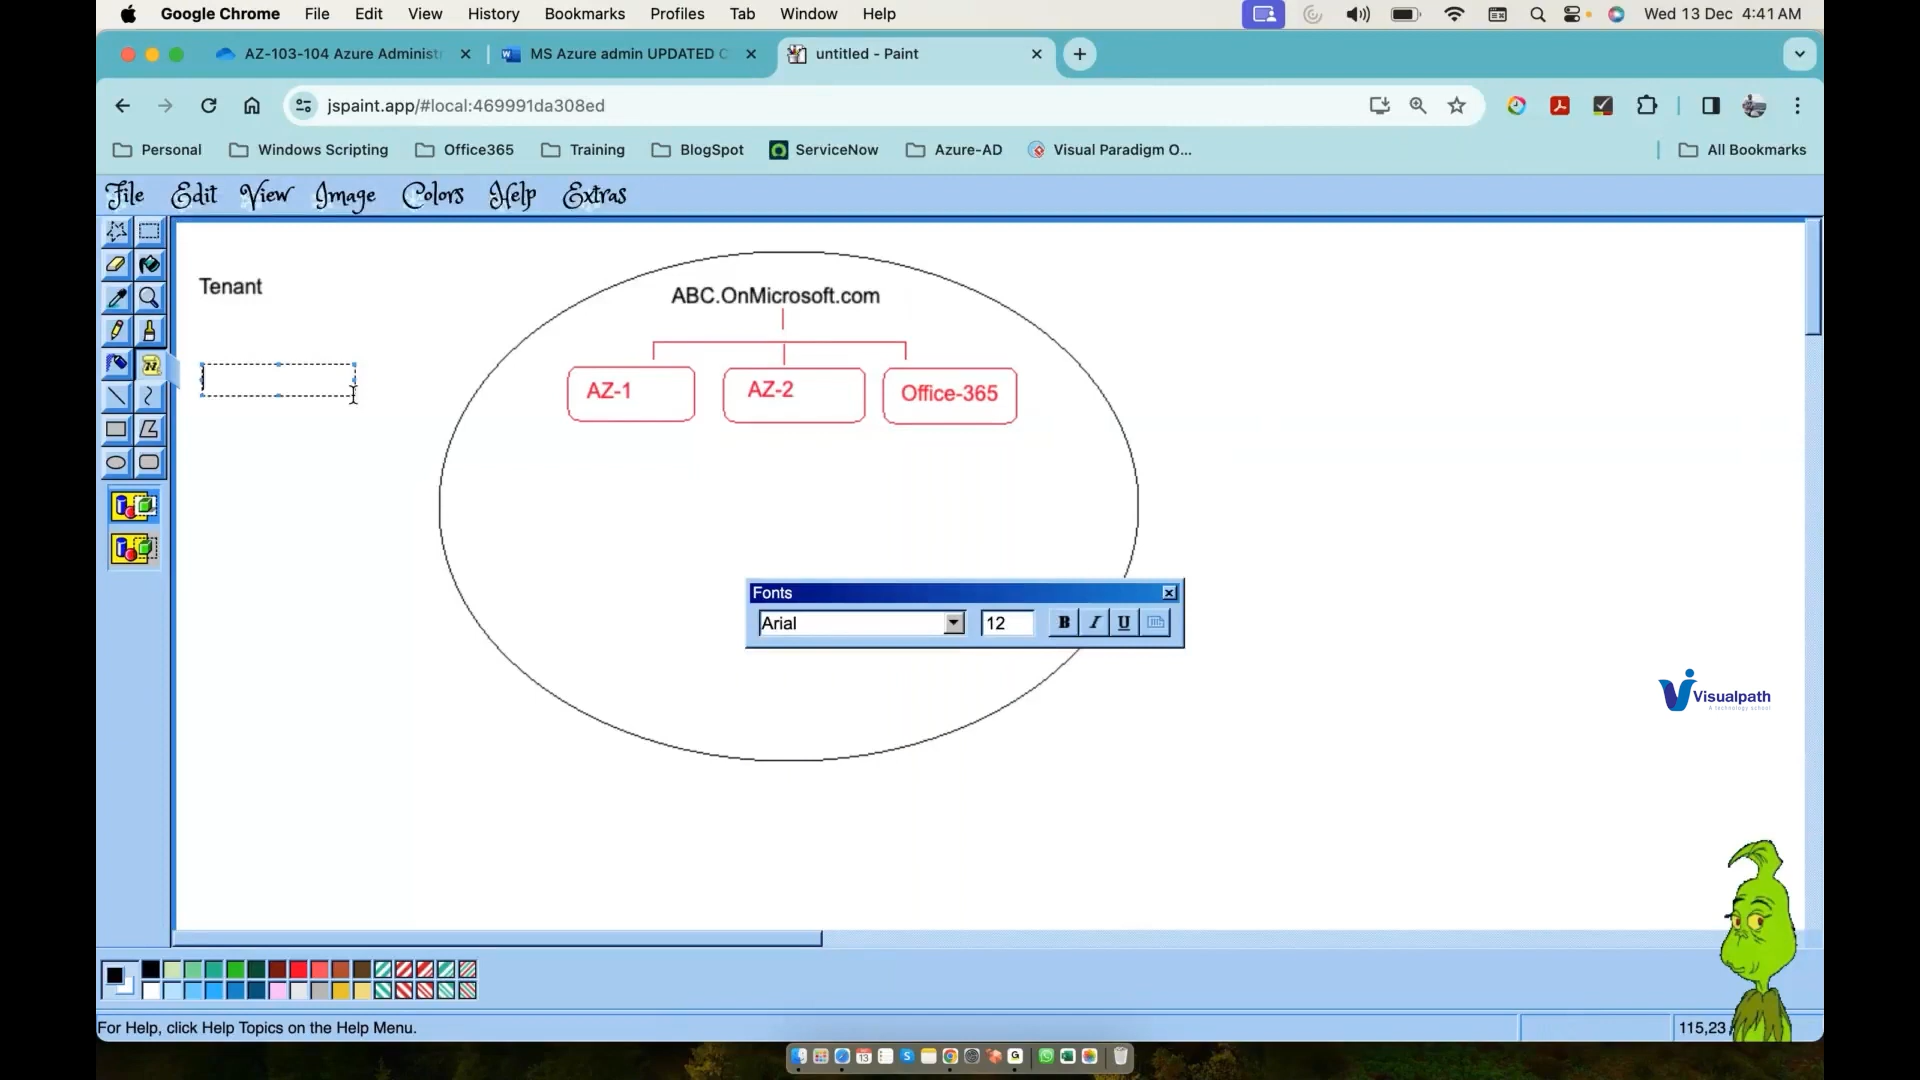 Google Chrome File Edit View History Bookmarks Profiles Tab Window Help Wed 13 Dec 4:41 AM
AZ-103-104 Azure Administr MS Azure admin UPDATED C untitled - Paint
jspaint.app/#local:469991da308ed
Personal Windows Scripting Office365 Training BlogSpot ServiceNow Azure-AD Visual Paradigm O... All Bookmarks
File Edit View Image Colors Help Extras
Tenant
ABC.OnMicrosoft.com
AZ-1 AZ-2 Office-365
Fonts
Arial 12 B I U
Visualpath
A technology school
For Help, click Help Topics on the Help Menu. 115,23